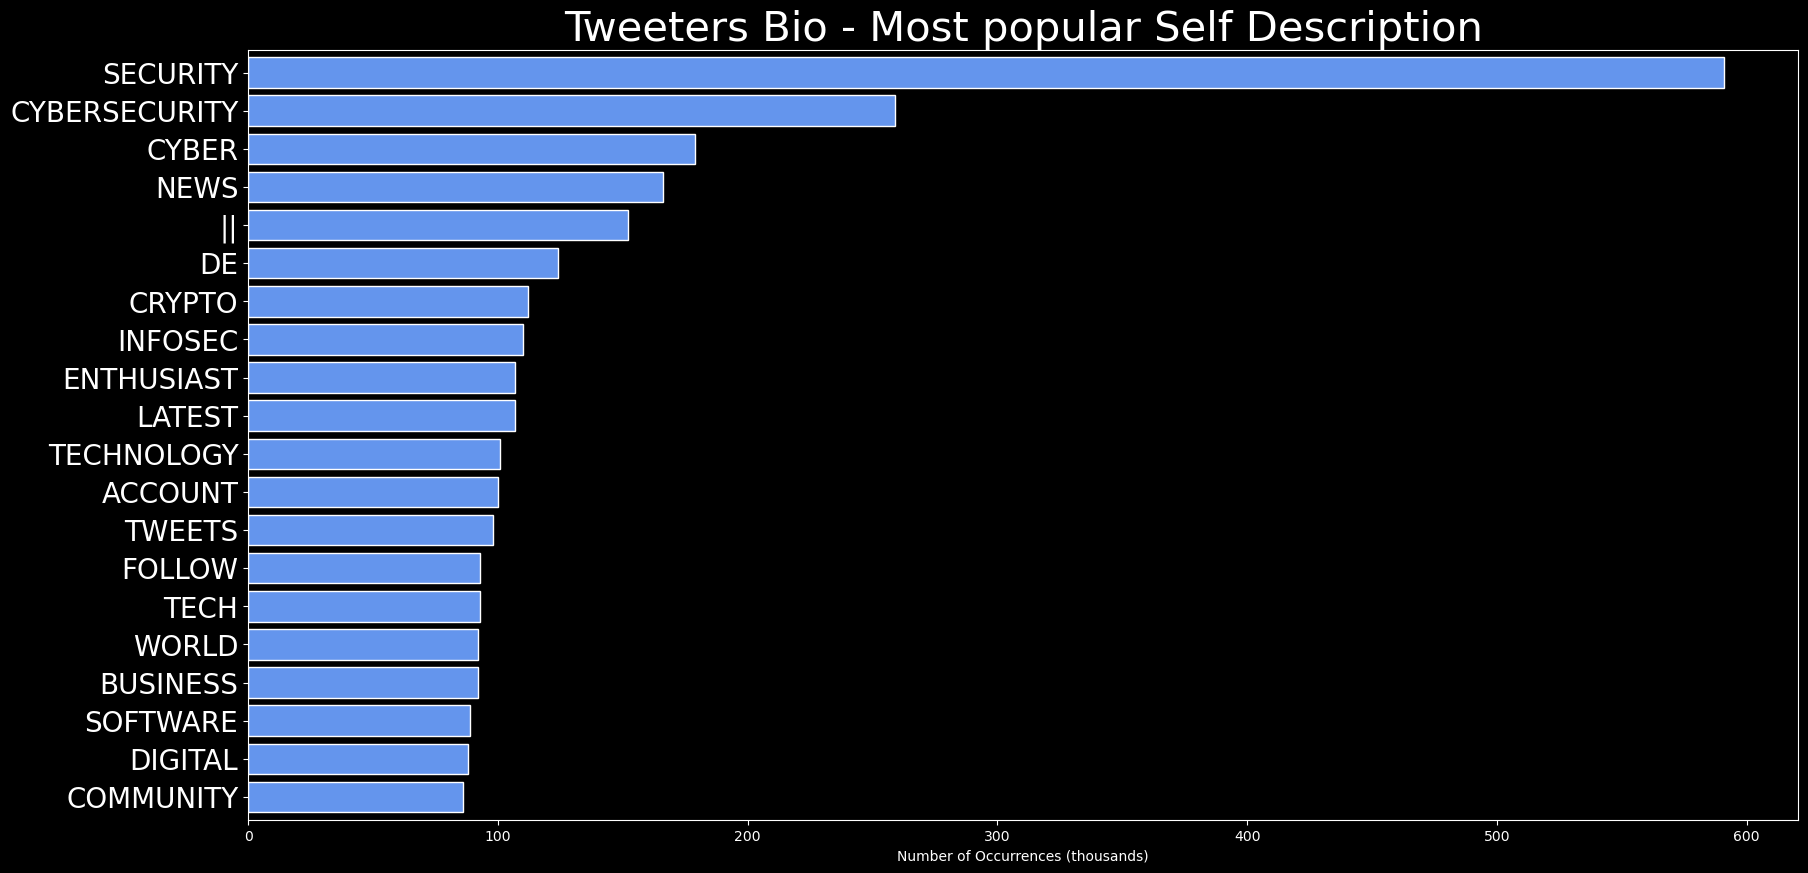 Tweeters Bio - Most popular Self Description
SECURITY
CYBERSECURITY
CYBER
NEWS
||
DE
CRYPTO
INFOSEC
ENTHUSIAST
LATEST
TECHNOLOGY
ACCOUNT
TWEETS
FOLLOW
TECH
WORLD
BUSINESS
SOFTWARE
DIGITAL
COMMUNITY
0 100 200 300 400 500 600
Number of Occurrences (thousands)